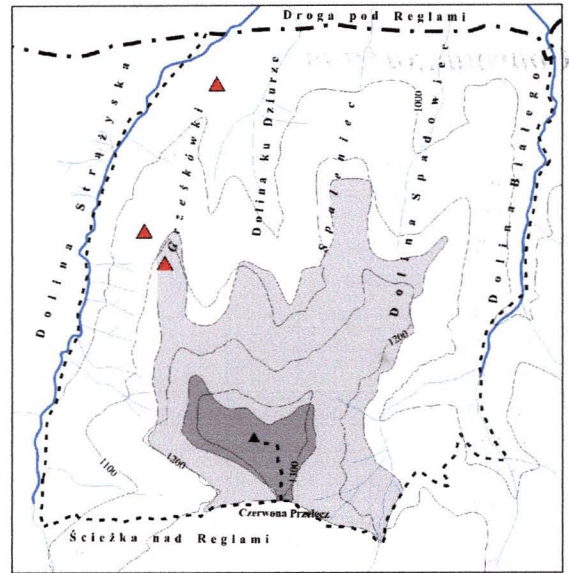 Droga pod Reglami
Dolina Strążyska
Grześkówki
Dolina ku Dziurze
Spaleniec
1000
Dolina Spadowiec
Dolina Białego
1200
1100
1200
1300
Czerwona Przełęcz
Ścieżka nad Reglami